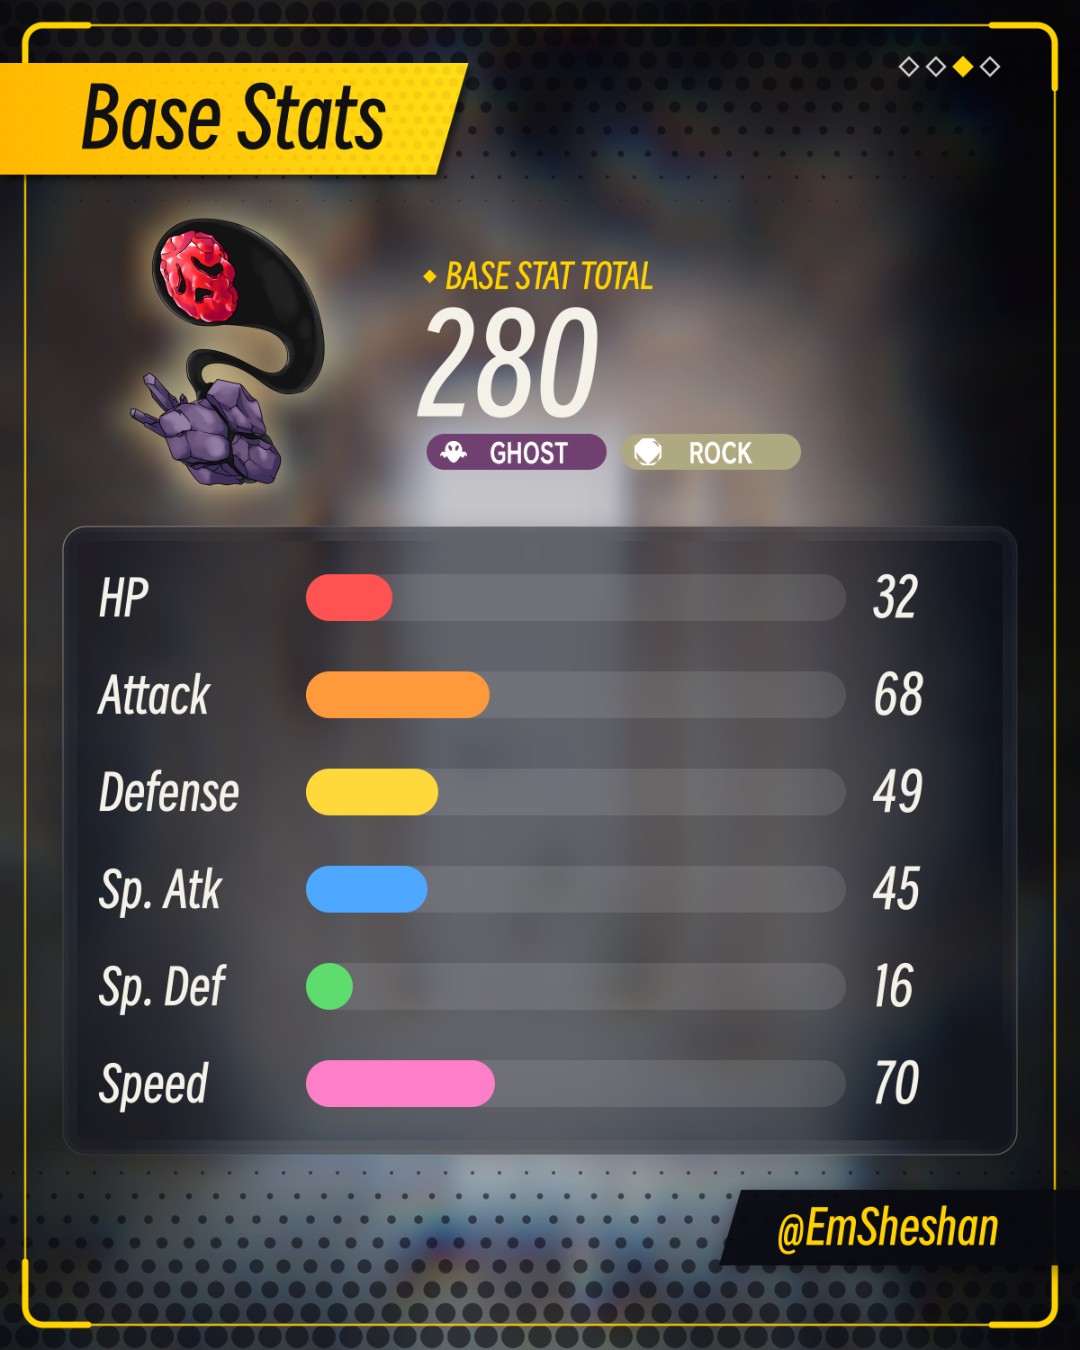 Base Stats
BASE STAT TOTAL
280
GHOST ROCK
HP 32
Attack 68
Defense 49
Sp. Atk 45
Sp. Def 16
Speed 70
@EmSheshan